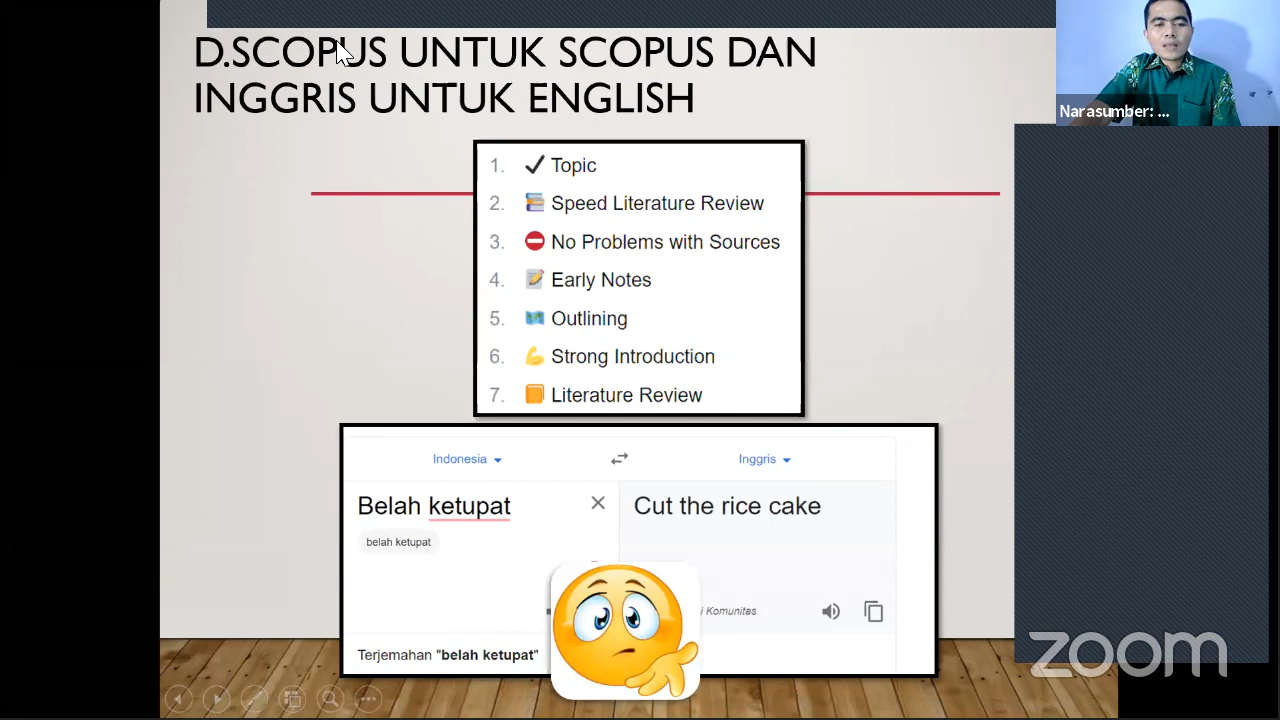 D.SCOPUS UNTUK SCOPUS DAN
INGGRIS UNTUK ENGLISH
Narasumber: ...
1. Topic
2. Speed Literature Review
3. No Problems with Sources
4. Early Notes
5. Outlining
6. Strong Introduction
7. Literature Review
Indonesia
Inggris
Belah ketupat
Cut the rice cake
belah ketupat
Komunitas
Terjemahan "belah ketupat"
zoom